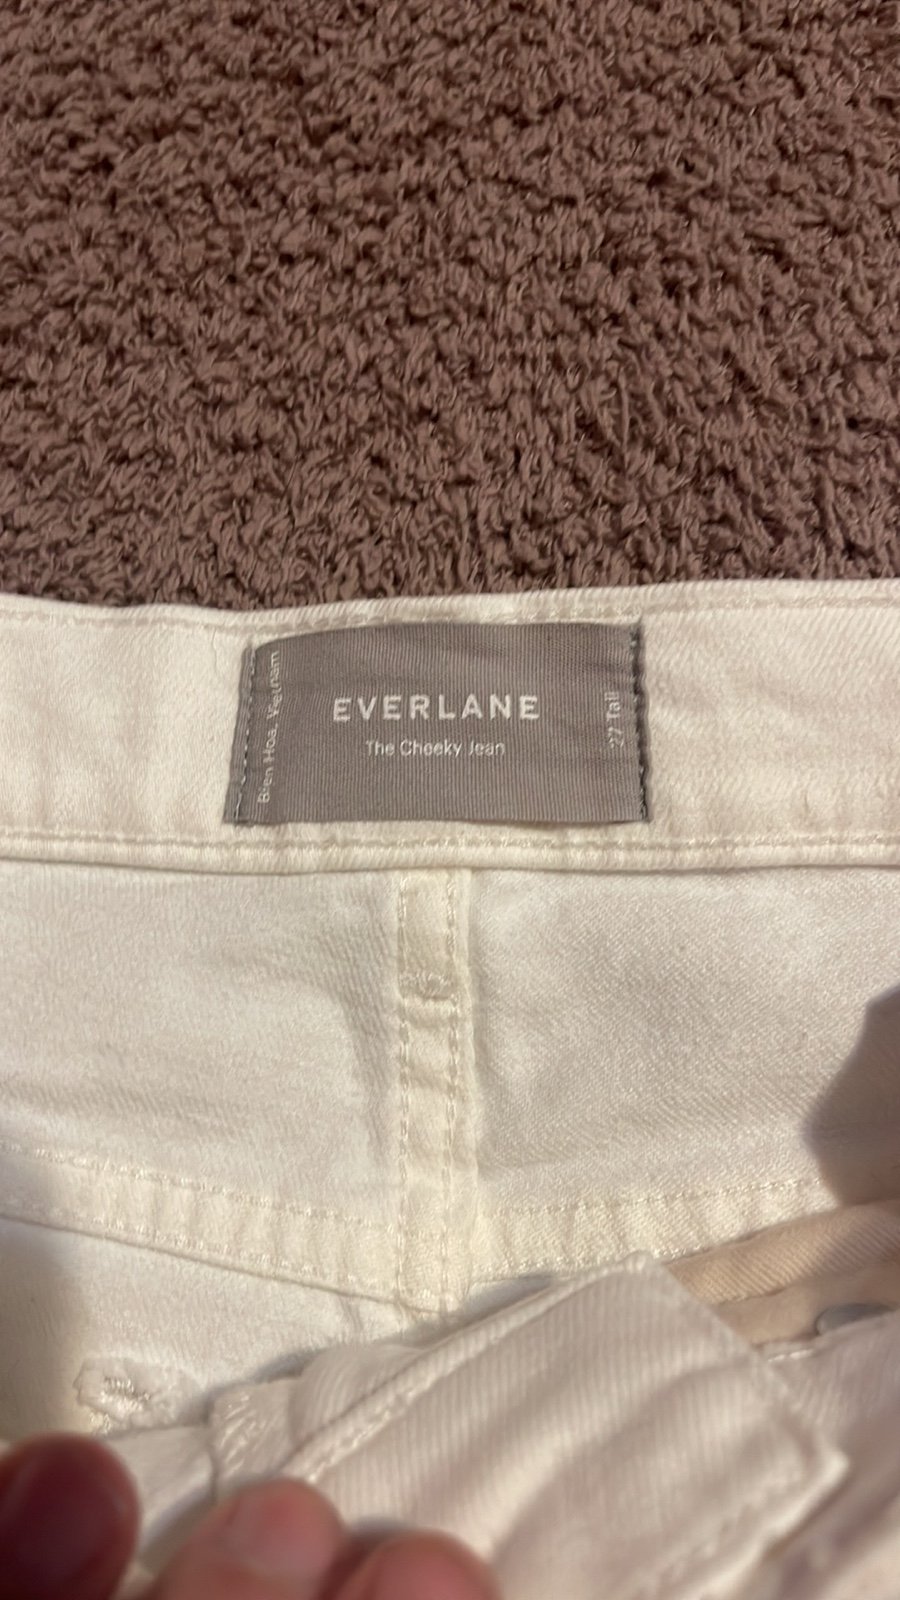 EVERLANE
The Cheeky Jean
Bien Hoa, Vietnam
27 Tall